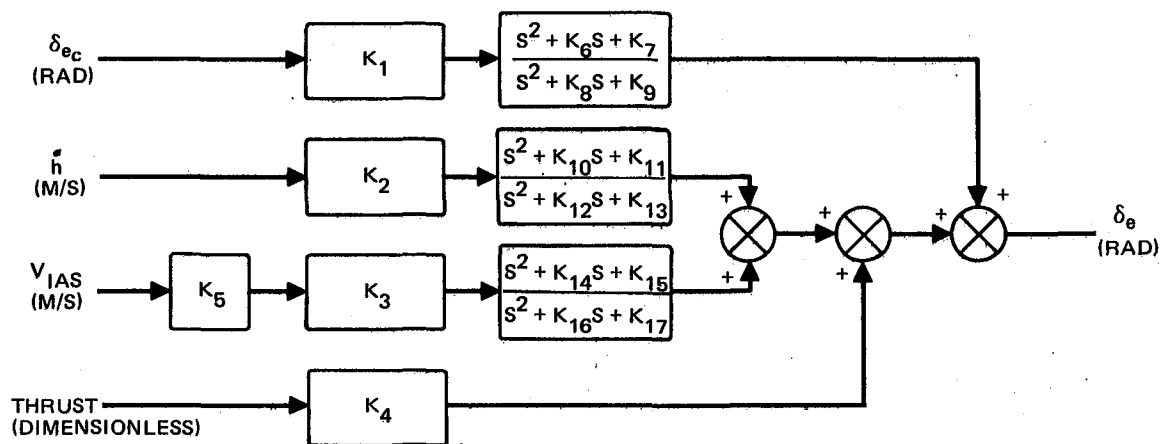 δec
(RAD)
K1
S² + K6S + K7
S² + K8S + K9
ḣ
(M/S)
K2
S² + K10S + K11
S² + K12S + K13
+
+
+
+
δe
(RAD)
VIAS
(M/S)
K5
K3
S² + K14S + K15
S² + K16S + K17
+
+
THRUST
(DIMENSIONLESS)
K4